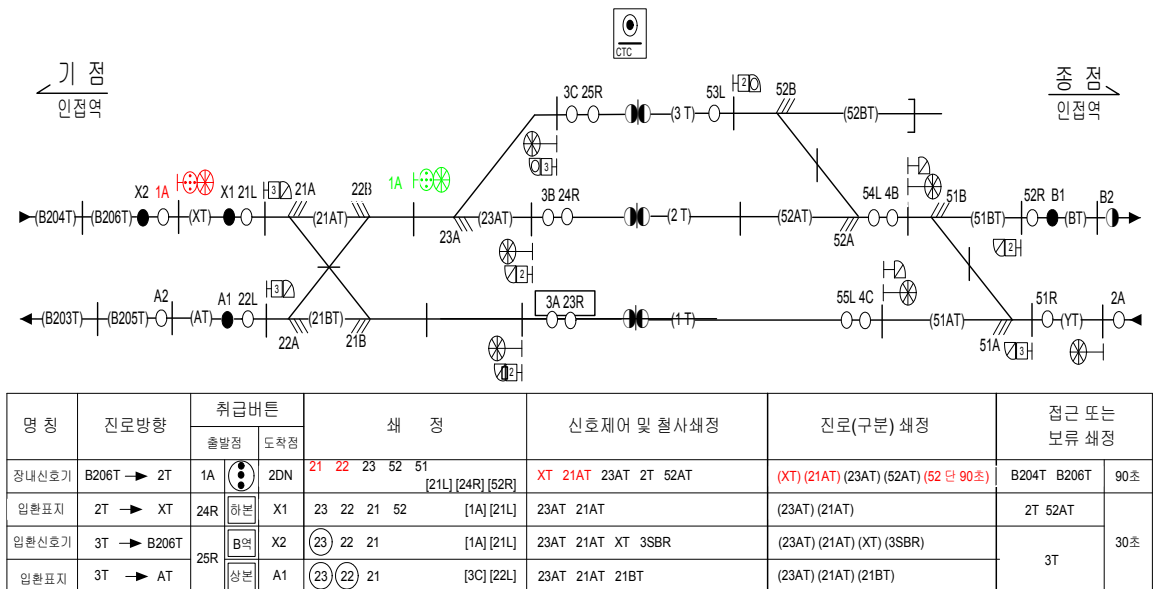 CTC
기 점
인접역
종 점
인접역
3C 25R
(3 T)
53L
2
52B
(52BT)
3
X2 1A
X1 21L
3
21A
22B
1A
(B204T)
(B206T)
(XT)
(21AT)
23A
(23AT)
3B 24R
(2 T)
(52AT)
52A
54L 4B
51B
(51BT)
52R B1
(BT)
B2
2
2
A2
A1 22L
3
(B203T)
(B205T)
(AT)
22A
(21BT)
21B
3A 23R
(1 T)
55L 4C
(51AT)
51A
51R
(YT)
2A
2
3
명 칭 진로방향 취급버튼 쇄 정 신호제어 및 철사쇄정 진로(구분) 쇄정 접근 또는
보류 쇄정
출발점 도착점
장내신호기 B206T 2T 1A 2DN 21 22 23 52 51 XT 21AT 23AT 2T 52AT (XT) (21AT) (23AT) (52AT) (52 단 90초) B204T B206T 90초
[21L] [24R] [52R]
입환표지 2T XT 24R 하본 X1 23 22 21 52 [1A] [21L] 23AT 21AT (23AT) (21AT) 2T 52AT 30초
입환신호기 3T B206T 25R B역 X2 23 22 21 [1A] [21L] 23AT 21AT XT 3SBR (23AT) (21AT) (XT) (3SBR) 3T
입환표지 3T AT 상본 A1 23 22 21 [3C] [22L] 23AT 21AT 21BT (23AT) (21AT) (21BT)